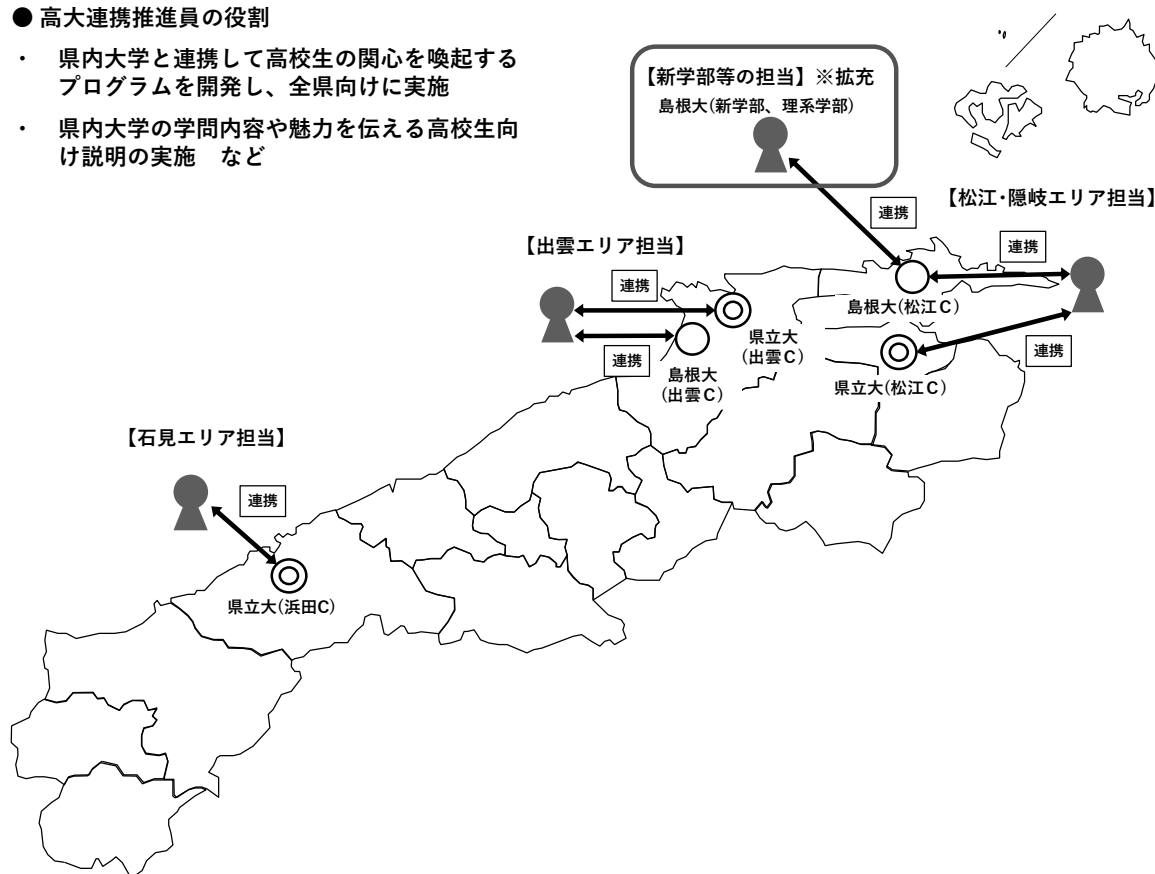 ● 高大連携推進員の役割
・ 県内大学と連携して高校生の関心を喚起する
プログラムを開発し、全県向けに実施
・ 県内大学の学問内容や魅力を伝える高校生向
け説明の実施 など
【新学部等の担当】※拡充
島根大(新学部、理系学部)
連携
【松江・隠岐エリア担当】
連携
島根大(松江C)
連携
県立大(松江C)
【出雲エリア担当】
連携
県立大
(出雲C)
連携
島根大
(出雲C)
【石見エリア担当】
連携
県立大(浜田C)